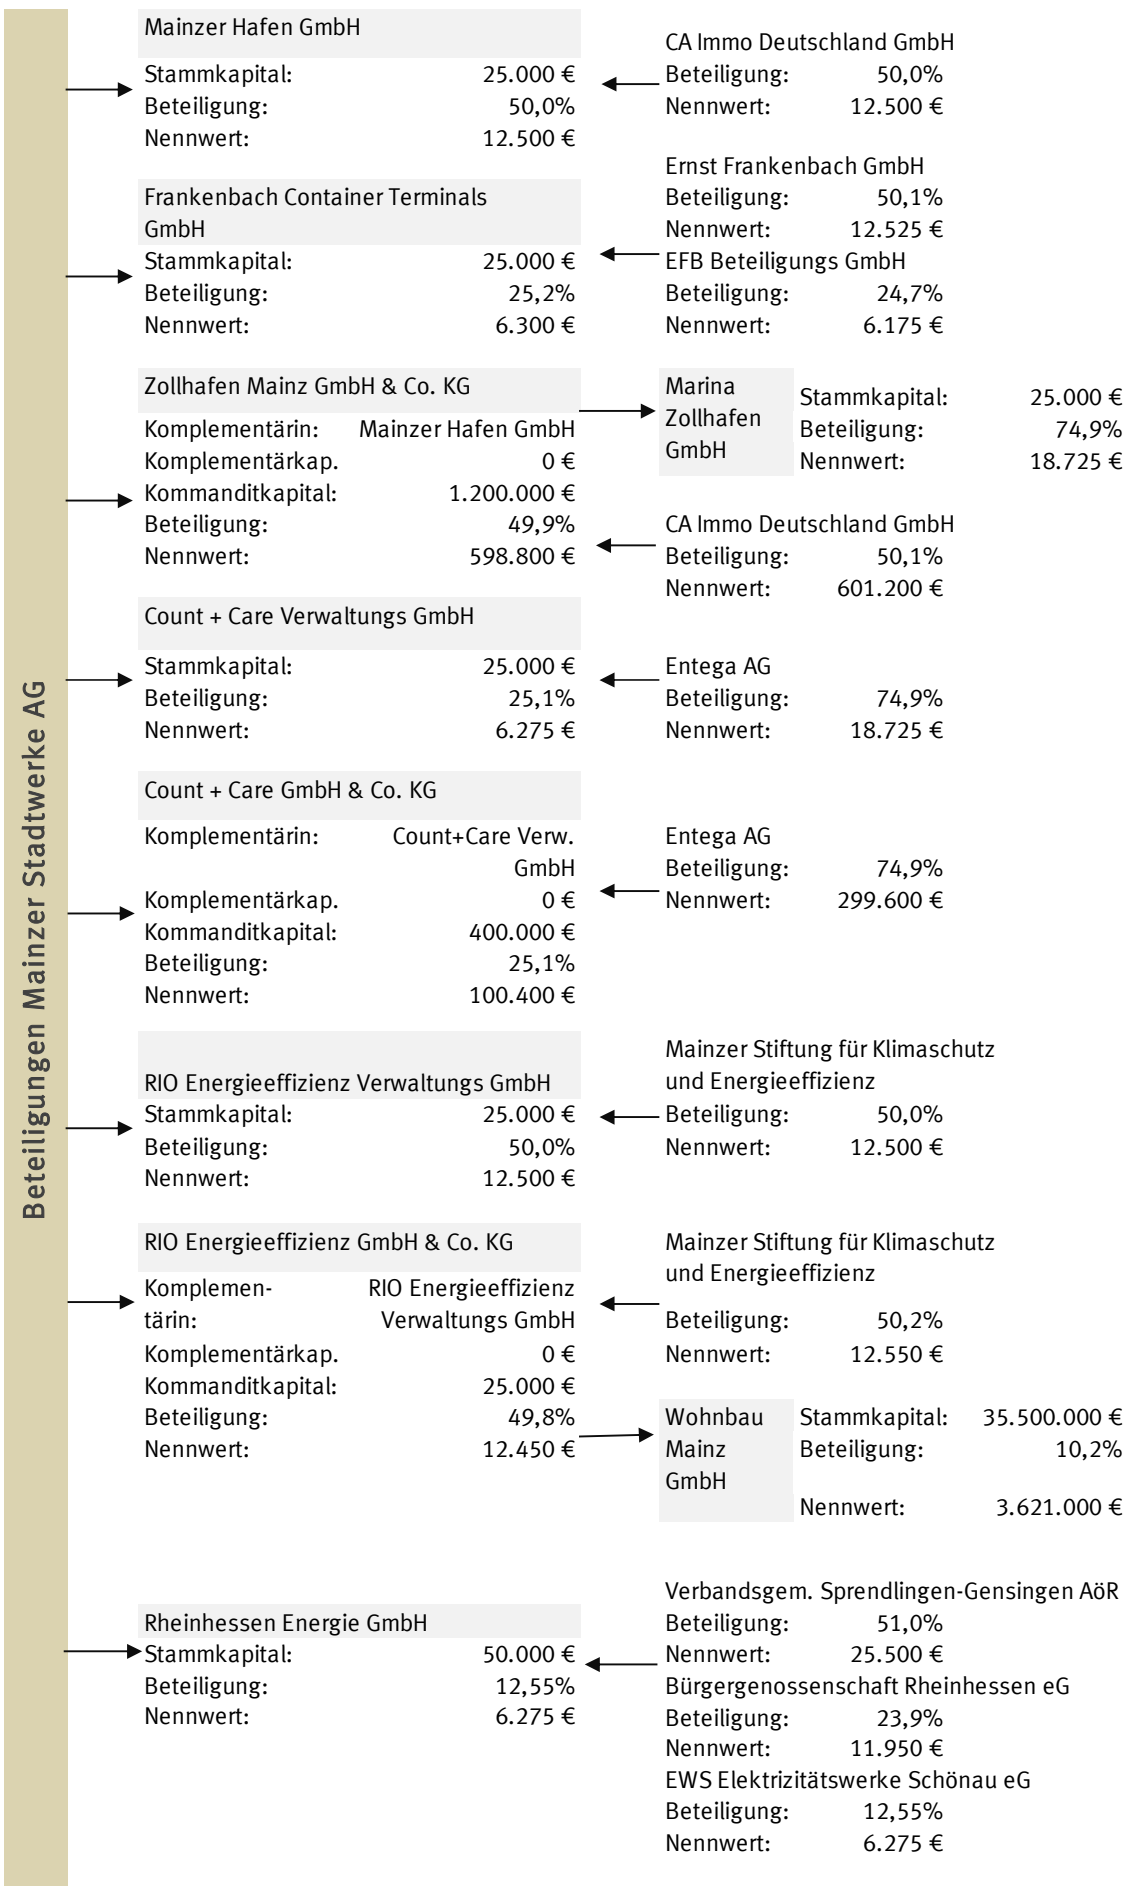 Beteiligungen Mainzer Stadtwerke AG
Mainzer Hafen GmbH
Stammkapital: 25.000 €
Beteiligung: 50,0%
Nennwert: 12.500 €
CA Immo Deutschland GmbH
Beteiligung: 50,0%
Nennwert: 12.500 €
Frankenbach Container Terminals
GmbH
Stammkapital: 25.000 €
Beteiligung: 25,2%
Nennwert: 6.300 €
Ernst Frankenbach GmbH
Beteiligung: 50,1%
Nennwert: 12.525 €
EFB Beteiligungs GmbH
Beteiligung: 24,7%
Nennwert: 6.175 €
Zollhafen Mainz GmbH & Co. KG
Komplementärin: Mainzer Hafen GmbH
Komplementärkap. 0 €
Kommanditkapital: 1.200.000 €
Beteiligung: 49,9%
Nennwert: 598.800 €
Marina
Zollhafen
GmbH
Stammkapital: 25.000 €
Beteiligung: 74,9%
Nennwert: 18.725 €
CA Immo Deutschland GmbH
Beteiligung: 50,1%
Nennwert: 601.200 €
Count + Care Verwaltungs GmbH
Stammkapital: 25.000 €
Beteiligung: 25,1%
Nennwert: 6.275 €
Entega AG
Beteiligung: 74,9%
Nennwert: 18.725 €
Count + Care GmbH & Co. KG
Komplementärin: Count+Care Verw.
GmbH
Komplementärkap. 0 €
Kommanditkapital: 400.000 €
Beteiligung: 25,1%
Nennwert: 100.400 €
Entega AG
Beteiligung: 74,9%
Nennwert: 299.600 €
RIO Energieeffizienz Verwaltungs GmbH
Stammkapital: 25.000 €
Beteiligung: 50,0%
Nennwert: 12.500 €
Mainzer Stiftung für Klimaschutz
und Energieeffizienz
Beteiligung: 50,0%
Nennwert: 12.500 €
RIO Energieeffizienz GmbH & Co. KG
Komplemen- RIO Energieeffizienz
tärin: Verwaltungs GmbH
Komplementärkap. 0 €
Kommanditkapital: 25.000 €
Beteiligung: 49,8%
Nennwert: 12.450 €
Mainzer Stiftung für Klimaschutz
und Energieeffizienz
Beteiligung: 50,2%
Nennwert: 12.550 €
Wohnbau
Mainz
GmbH
Stammkapital: 35.500.000 €
Beteiligung: 10,2%
Nennwert: 3.621.000 €
Rheinhessen Energie GmbH
Stammkapital: 50.000 €
Beteiligung: 12,55%
Nennwert: 6.275 €
Verbandsgem. Sprendlingen-Gensingen AöR
Beteiligung: 51,0%
Nennwert: 25.500 €
Bürgergenossenschaft Rheinhessen eG
Beteiligung: 23,9%
Nennwert: 11.950 €
EWS Elektrizitätswerke Schönau eG
Beteiligung: 12,55%
Nennwert: 6.275 €